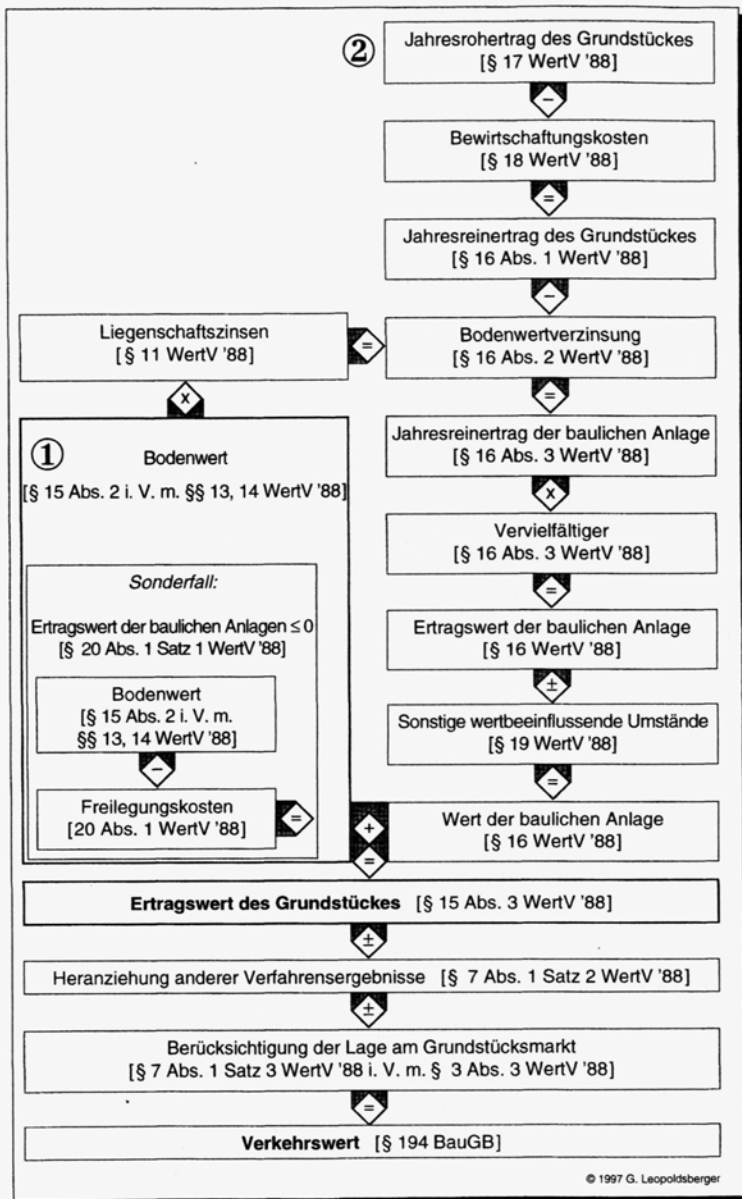 ②
Jahresrohertrag des Grundstückes
[§ 17 WertV '88]
−
Bewirtschaftungskosten
[§ 18 WertV '88]
=
Jahresreinertrag des Grundstückes
[§ 16 Abs. 1 WertV '88]
−
Liegenschaftszinsen
[§ 11 WertV '88]
=
Bodenwertverzinsung
[§ 16 Abs. 2 WertV '88]
x
=
①
Bodenwert
[§ 15 Abs. 2 i. V. m. §§ 13, 14 WertV '88]
Jahresreinertrag der baulichen Anlage
[§ 16 Abs. 3 WertV '88]
x
Vervielfältiger
[§ 16 Abs. 3 WertV '88]
=
Sonderfall:
Ertragswert der baulichen Anlagen ≤ 0
[§ 20 Abs. 1 Satz 1 WertV '88]
Ertragswert der baulichen Anlage
[§ 16 WertV '88]
±
Bodenwert
[§ 15 Abs. 2 i. V. m.
§§ 13, 14 WertV '88]
−
Sonstige wertbeeinflussende Umstände
[§ 19 WertV '88]
=
Freilegungskosten
[20 Abs. 1 WertV '88]
=
+
=
Wert der baulichen Anlage
[§ 16 WertV '88]
Ertragswert des Grundstückes [§ 15 Abs. 3 WertV '88]
±
Heranziehung anderer Verfahrensergebnisse [§ 7 Abs. 1 Satz 2 WertV '88]
±
Berücksichtigung der Lage am Grundstücksmarkt
[§ 7 Abs. 1 Satz 3 WertV '88 i. V. m. § 3 Abs. 3 WertV '88]
=
Verkehrswert [§ 194 BauGB]
© 1997 G. Leopoldsberger